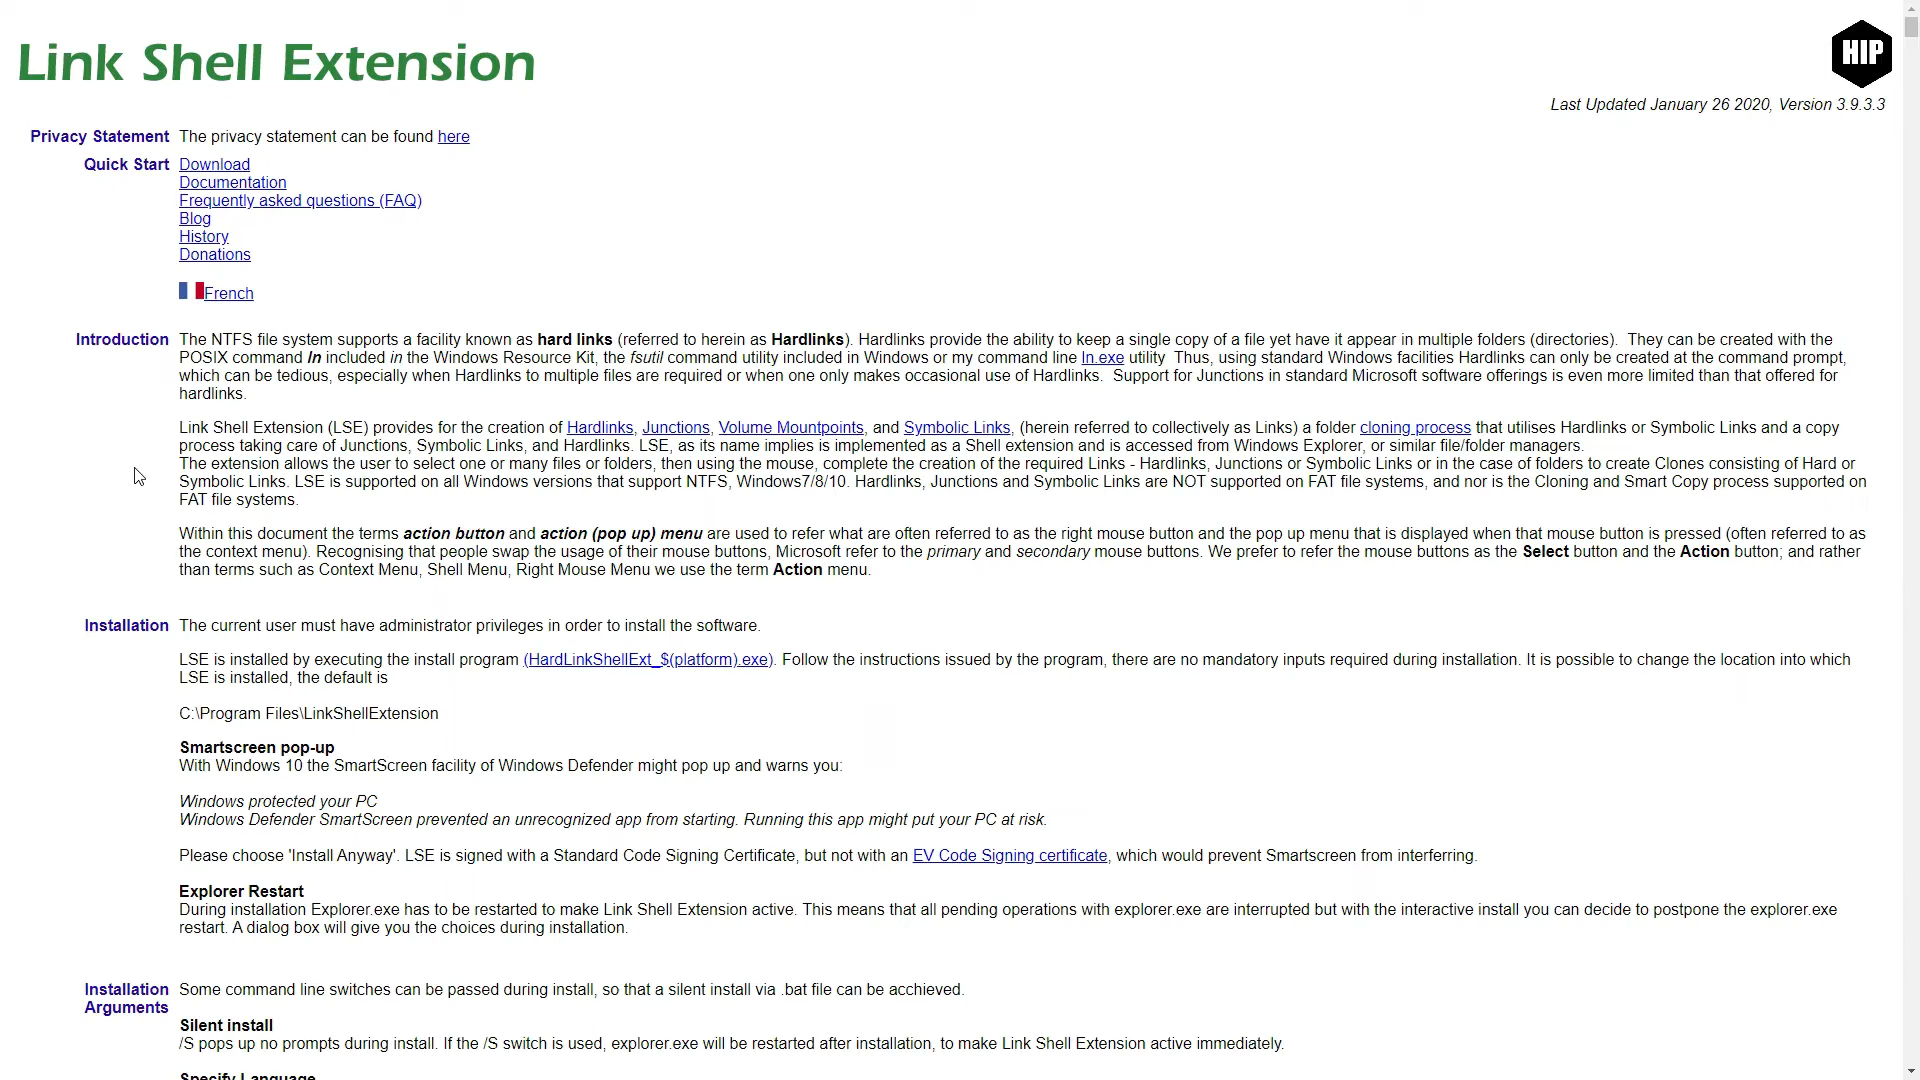 Link Shell Extension
HIP
Last Updated January 26 2020, Version 3.9.3.3
Privacy Statement The privacy statement can be found here
Quick Start Download
Documentation
Frequently asked questions (FAQ)
Blog
History
Donations
French
Introduction The NTFS file system supports a facility known as hard links (referred to herein as Hardlinks). Hardlinks provide the ability to keep a single copy of a file yet have it appear in multiple folders (directories).  They can be created with the
POSIX command ln included in the Windows Resource Kit, the fsutil command utility included in Windows or my command line ln.exe utility  Thus, using standard Windows facilities Hardlinks can only be created at the command prompt,
which can be tedious, especially when Hardlinks to multiple files are required or when one only makes occasional use of Hardlinks.  Support for Junctions in standard Microsoft software offerings is even more limited than that offered for
hardlinks.
Link Shell Extension (LSE) provides for the creation of Hardlinks, Junctions, Volume Mountpoints, and Symbolic Links, (herein referred to collectively as Links) a folder cloning process that utilises Hardlinks or Symbolic Links and a copy
process taking care of Junctions, Symbolic Links, and Hardlinks. LSE, as its name implies is implemented as a Shell extension and is accessed from Windows Explorer, or similar file/folder managers.
The extension allows the user to select one or many files or folders, then using the mouse, complete the creation of the required Links - Hardlinks, Junctions or Symbolic Links or in the case of folders to create Clones consisting of Hard or
Symbolic Links. LSE is supported on all Windows versions that support NTFS, Windows7/8/10. Hardlinks, Junctions and Symbolic Links are NOT supported on FAT file systems, and nor is the Cloning and Smart Copy process supported on
FAT file systems.
Within this document the terms action button and action (pop up) menu are used to refer what are often referred to as the right mouse button and the pop up menu that is displayed when that mouse button is pressed (often referred to as
the context menu). Recognising that people swap the usage of their mouse buttons, Microsoft refer to the primary and secondary mouse buttons. We prefer to refer the mouse buttons as the Select button and the Action button; and rather
than terms such as Context Menu, Shell Menu, Right Mouse Menu we use the term Action menu.
Installation The current user must have administrator privileges in order to install the software.
LSE is installed by executing the install program (HardLinkShellExt_$(platform).exe). Follow the instructions issued by the program, there are no mandatory inputs required during installation. It is possible to change the location into which
LSE is installed, the default is
C:\Program Files\LinkShellExtension
Smartscreen pop-up
With Windows 10 the SmartScreen facility of Windows Defender might pop up and warns you:
Windows protected your PC
Windows Defender SmartScreen prevented an unrecognized app from starting. Running this app might put your PC at risk.
Please choose 'Install Anyway'. LSE is signed with a Standard Code Signing Certificate, but not with an EV Code Signing certificate, which would prevent Smartscreen from interferring.
Explorer Restart
During installation Explorer.exe has to be restarted to make Link Shell Extension active. This means that all pending operations with explorer.exe are interrupted but with the interactive install you can decide to postpone the explorer.exe
restart. A dialog box will give you the choices during installation.
Installation Some command line switches can be passed during install, so that a silent install via .bat file can be acchieved.
Arguments
Silent install
/S pops up no prompts during install. If the /S switch is used, explorer.exe will be restarted after installation, to make Link Shell Extension active immediately.
Specify Language